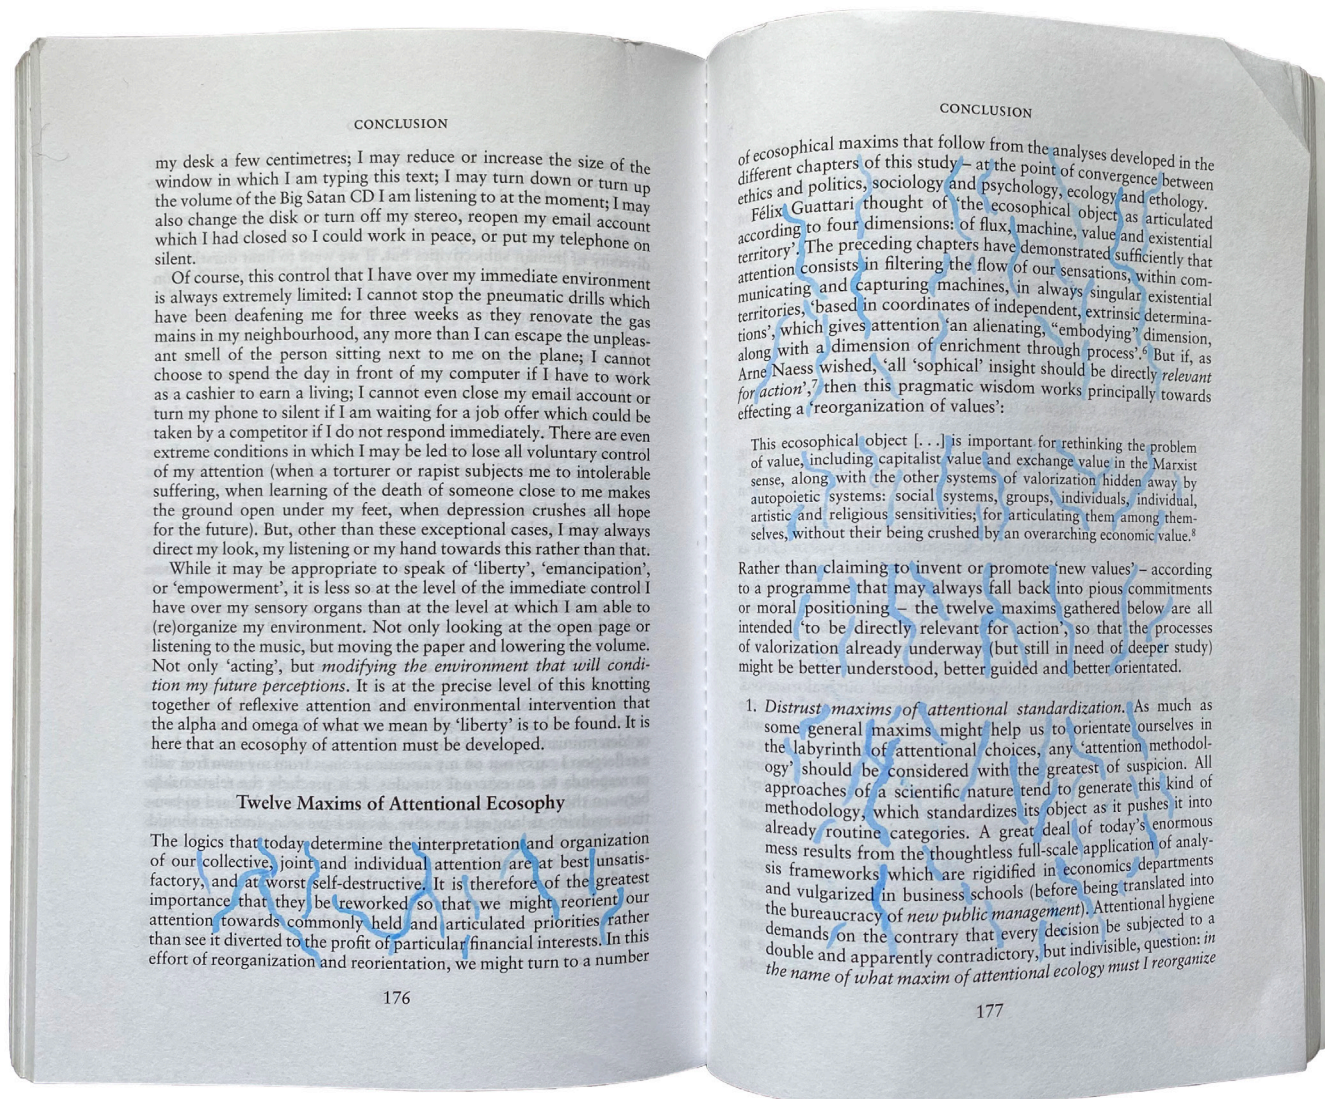 CONCLUSION
my desk a few centimetres; I may reduce or increase the size of the
window in which I am typing this text; I may turn down or turn up
the volume of the Big Satan CD I am listening to at the moment; I may
also change the disk or turn off my stereo, reopen my email account
which I had closed so I could work in peace, or put my telephone on
silent.
Of course, this control that I have over my immediate environment
is always extremely limited: I cannot stop the pneumatic drills which
have been deafening me for three weeks as they renovate the gas
mains in my neighbourhood, any more than I can escape the unpleas-
ant smell of the person sitting next to me on the plane; I cannot
choose to spend the day in front of my computer if I have to work
as a cashier to earn a living; I cannot even close my email account or
turn my phone to silent if I am waiting for a job offer which could be
taken by a competitor if I do not respond immediately. There are even
extreme conditions in which I may be led to lose all voluntary control
of my attention (when a torturer or rapist subjects me to intolerable
suffering, when learning of the death of someone close to me makes
the ground open under my feet, when depression crushes all hope
for the future). But, other than these exceptional cases, I may always
direct my look, my listening or my hand towards this rather than that.
While it may be appropriate to speak of ‘liberty’, ‘emancipation’,
or ‘empowerment’, it is less so at the level of the immediate control I
have over my sensory organs than at the level at which I am able to
(re)organize my environment. Not only looking at the open page or
listening to the music, but moving the paper and lowering the volume.
Not only ‘acting’, but modifying the environment that will condi-
tion my future perceptions. It is at the precise level of this knotting
together of reflexive attention and environmental intervention that
the alpha and omega of what we mean by ‘liberty’ is to be found. It is
here that an ecosophy of attention must be developed.
Twelve Maxims of Attentional Ecosophy
The logics that today determine the interpretation and organization
of our collective, joint and individual attention are at best unsatis-
factory, and at worst self-destructive. It is therefore of the greatest
importance that they be reworked so that we might reorient our
attention towards commonly held and articulated priorities rather
than see it diverted to the profit of particular financial interests. In this
effort of reorganization and reorientation, we might turn to a number
176
CONCLUSION
of ecosophical maxims that follow from the analyses developed in the
different chapters of this study – at the point of convergence between
ethics and politics, sociology and psychology, ecology and ethology.
Félix Guattari thought of ‘the ecosophical object as articulated
according to four dimensions: of flux, machine, value and existential
territory’. The preceding chapters have demonstrated sufficiently that
attention consists in filtering the flow of our sensations, within com-
municating and capturing machines, in always singular existential
territories, ‘based in coordinates of independent, extrinsic determina-
tions’, which gives attention ‘an alienating, “embodying” dimension,
along with a dimension of enrichment through process’.⁶ But if, as
Arne Naess wished, ‘all ‘sophical’ insight should be directly relevant
for action’,⁷ then this pragmatic wisdom works principally towards
effecting a ‘reorganization of values’:
This ecosophical object [. . .] is important for rethinking the problem
of value, including capitalist value and exchange value in the Marxist
sense, along with the other systems of valorization hidden away by
autopoietic systems: social systems, groups, individuals, individual,
artistic and religious sensitivities; for articulating them among them-
selves, without their being crushed by an overarching economic value.⁸
Rather than claiming to invent or promote ‘new values’ – according
to a programme that may always fall back into pious commitments
or moral positioning – the twelve maxims gathered below are all
intended ‘to be directly relevant for action’, so that the processes
of valorization already underway (but still in need of deeper study)
might be better understood, better guided and better orientated.
1. Distrust maxims of attentional standardization. As much as
some general maxims might help us to orientate ourselves in
the labyrinth of attentional choices, any ‘attention methodol-
ogy’ should be considered with the greatest of suspicion. All
approaches of a scientific nature tend to generate this kind of
methodology, which standardizes its object as it pushes it into
already routine categories. A great deal of today’s enormous
mess results from the thoughtless full-scale application of analy-
sis frameworks which are rigidified in economics departments
and vulgarized in business schools (before being translated into
the bureaucracy of new public management). Attentional hygiene
demands on the contrary that every decision be subjected to a
double and apparently contradictory, but indivisible, question: in
the name of what maxim of attentional ecology must I reorganize
177